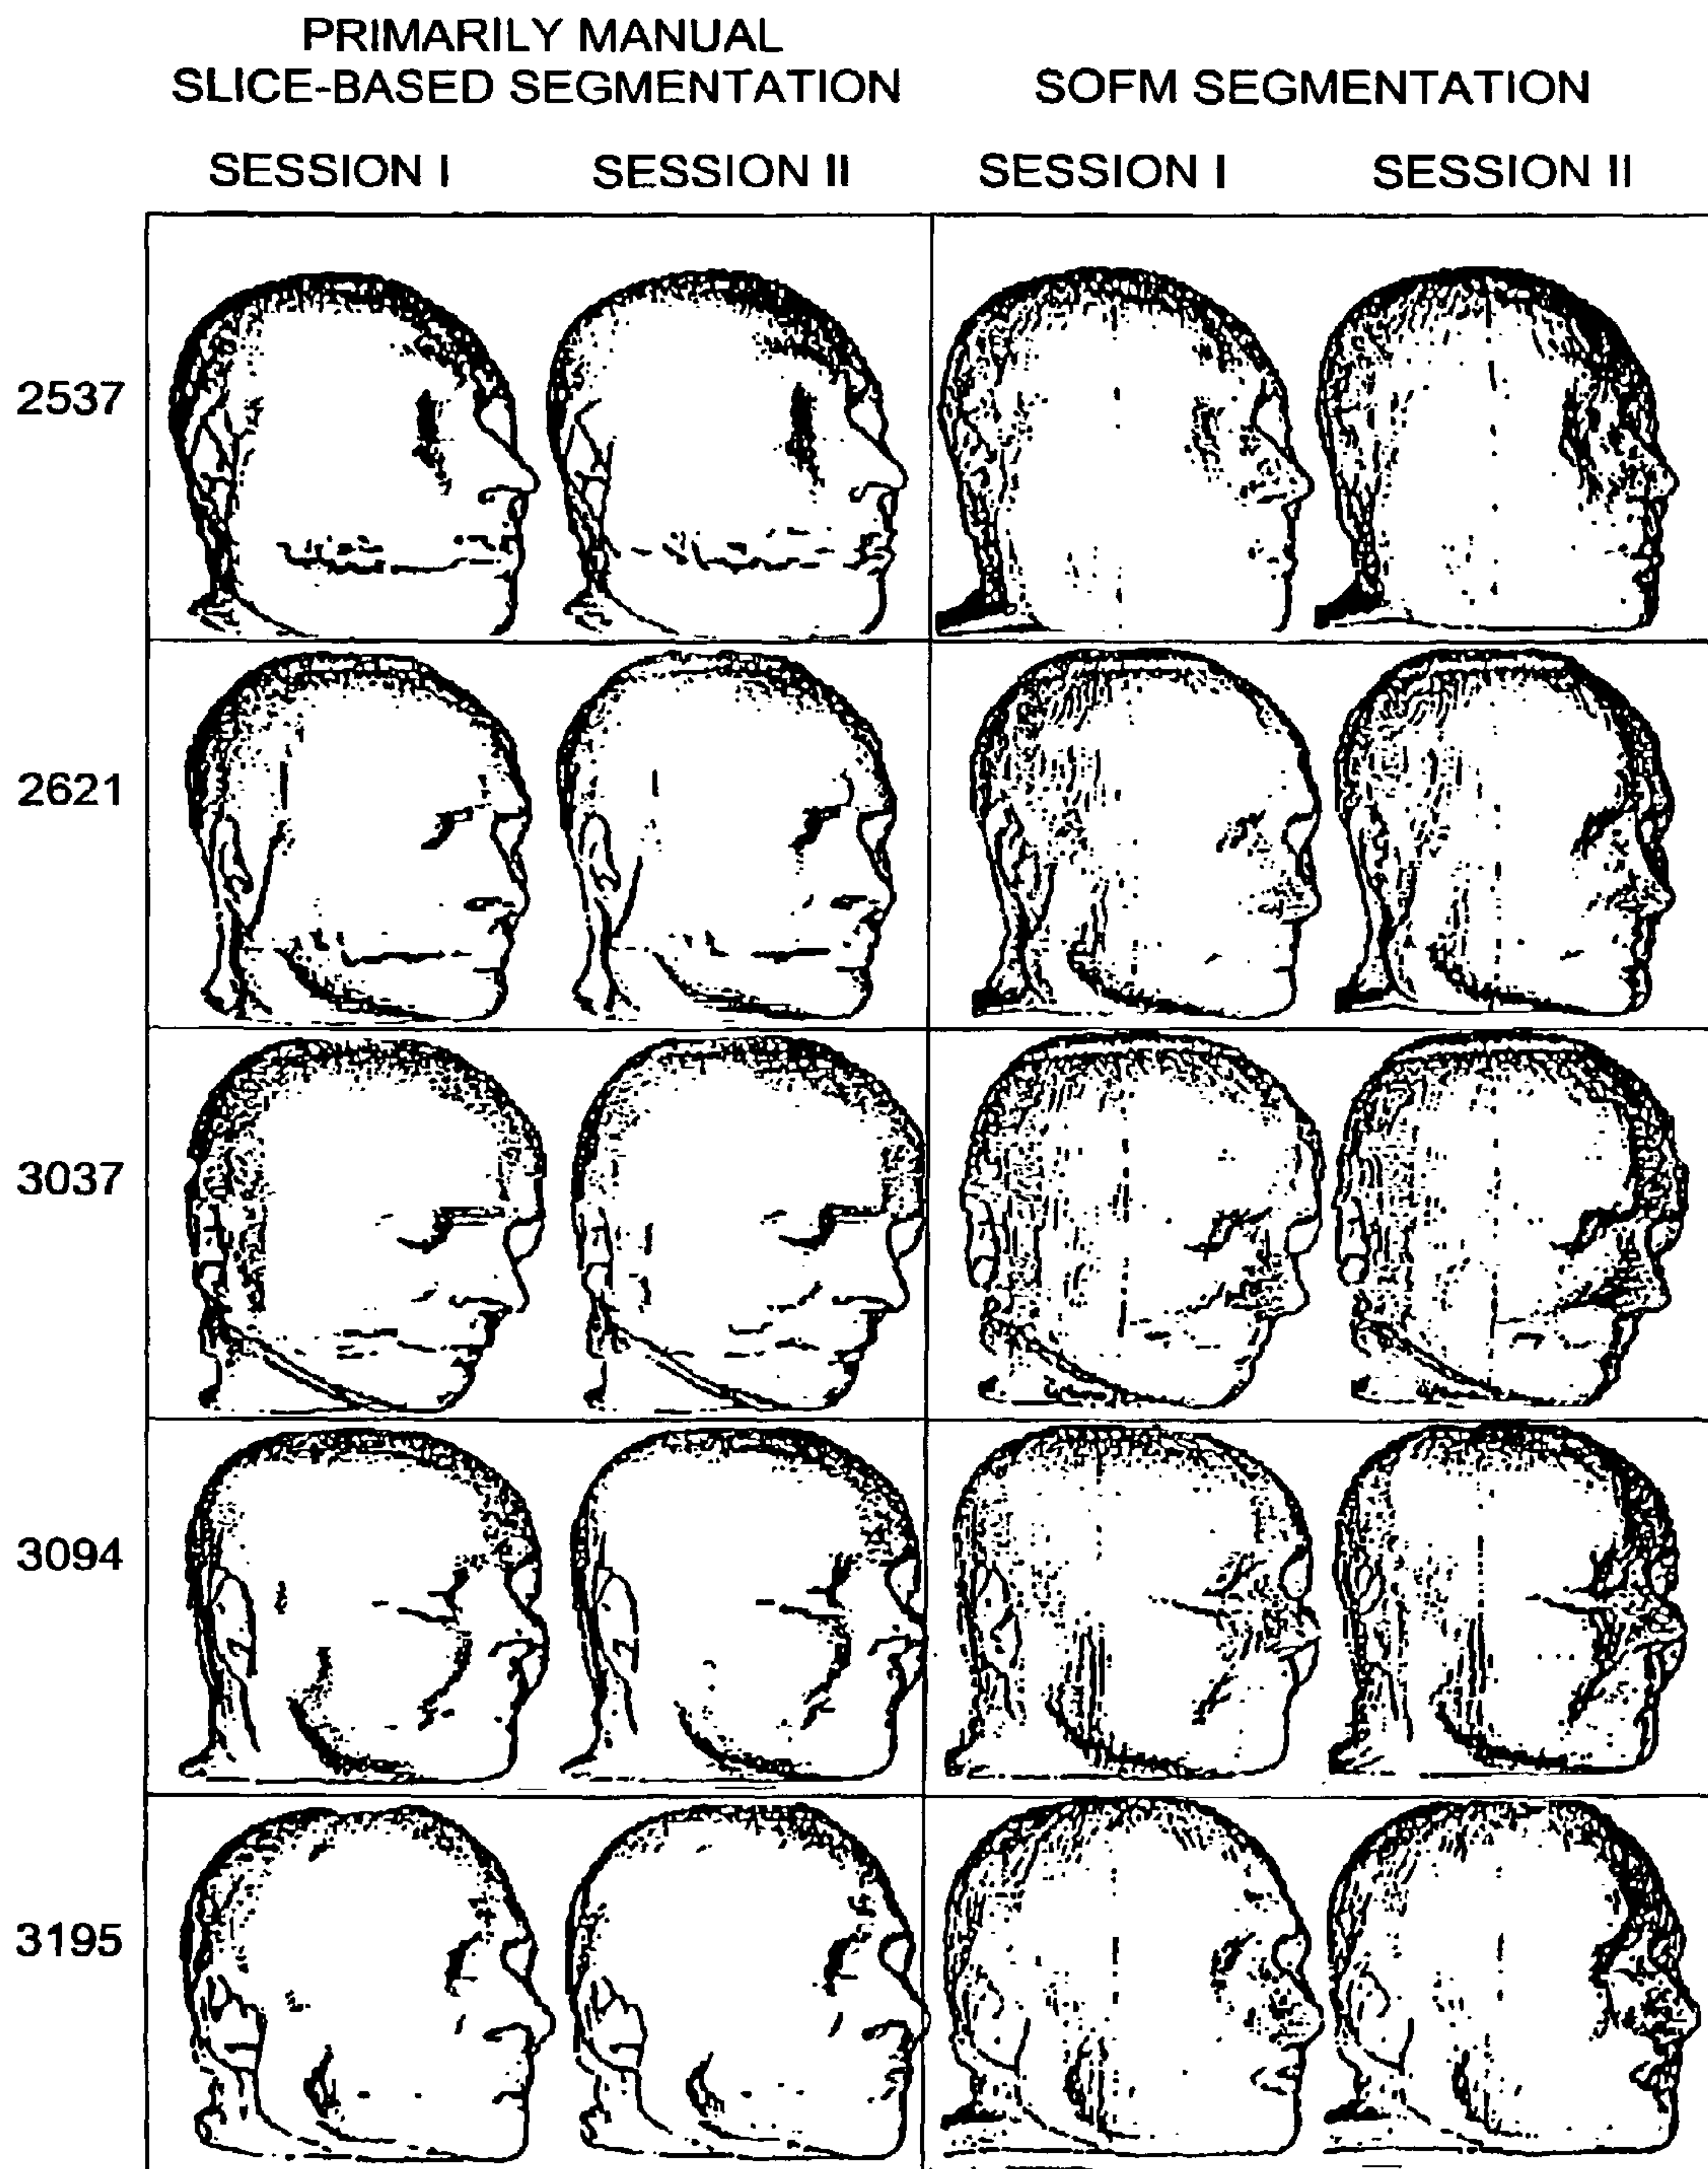 PRIMARILY MANUAL
SLICE-BASED SEGMENTATION
SOFM SEGMENTATION
SESSION I
SESSION II
SESSION I
SESSION II
2537
2621
3037
3094
3195